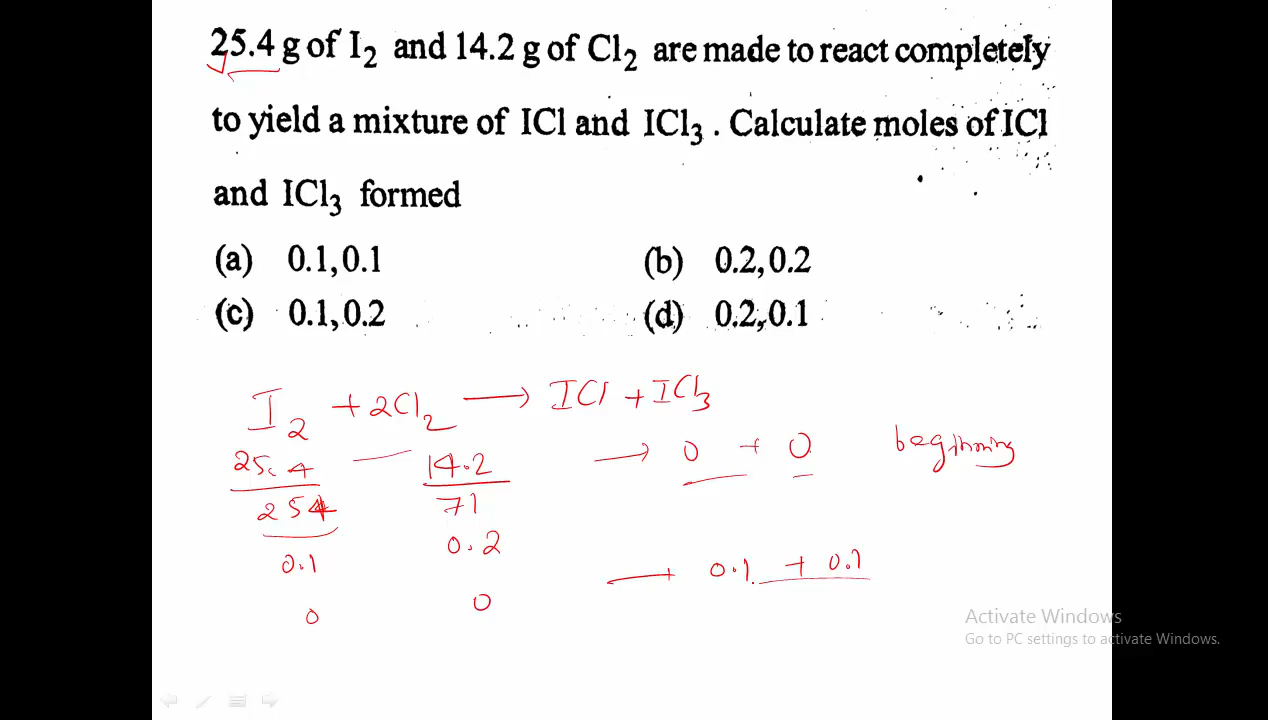 25.4 g of I₂ and 14.2 g of Cl₂ are made to react completely
to yield a mixture of ICl and ICl₃. Calculate moles of ICl
and ICl₃ formed
(a) 0.1, 0.1 (b) 0.2, 0.2
(c) 0.1, 0.2 (d) 0.2, 0.1
I₂ + 2Cl₂ → ICl + ICl₃
25.4 — 14.2 → 0 + 0 beginning
254 71
0.1 0.2
→ 0.1 + 0.1
0 0
Activate Windows
Go to PC settings to activate Windows.